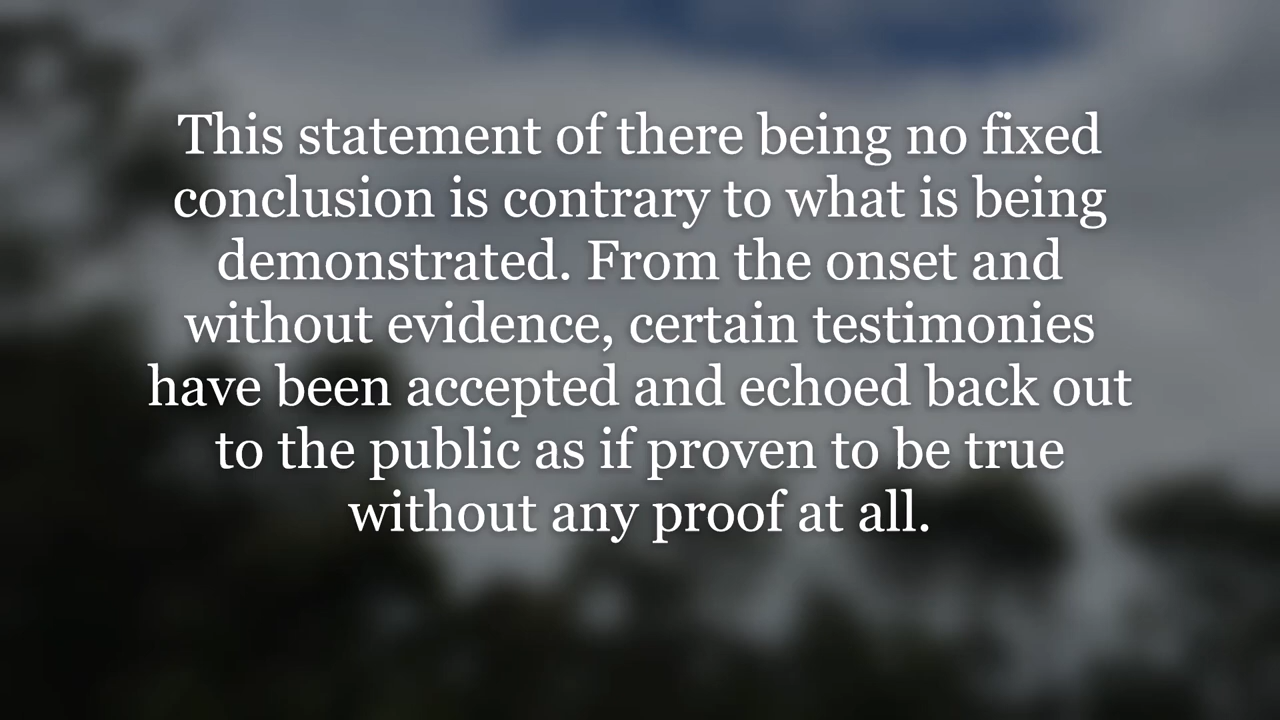 This statement of there being no fixed
conclusion is contrary to what is being
demonstrated. From the onset and
without evidence, certain testimonies
have been accepted and echoed back out
to the public as if proven to be true
without any proof at all.